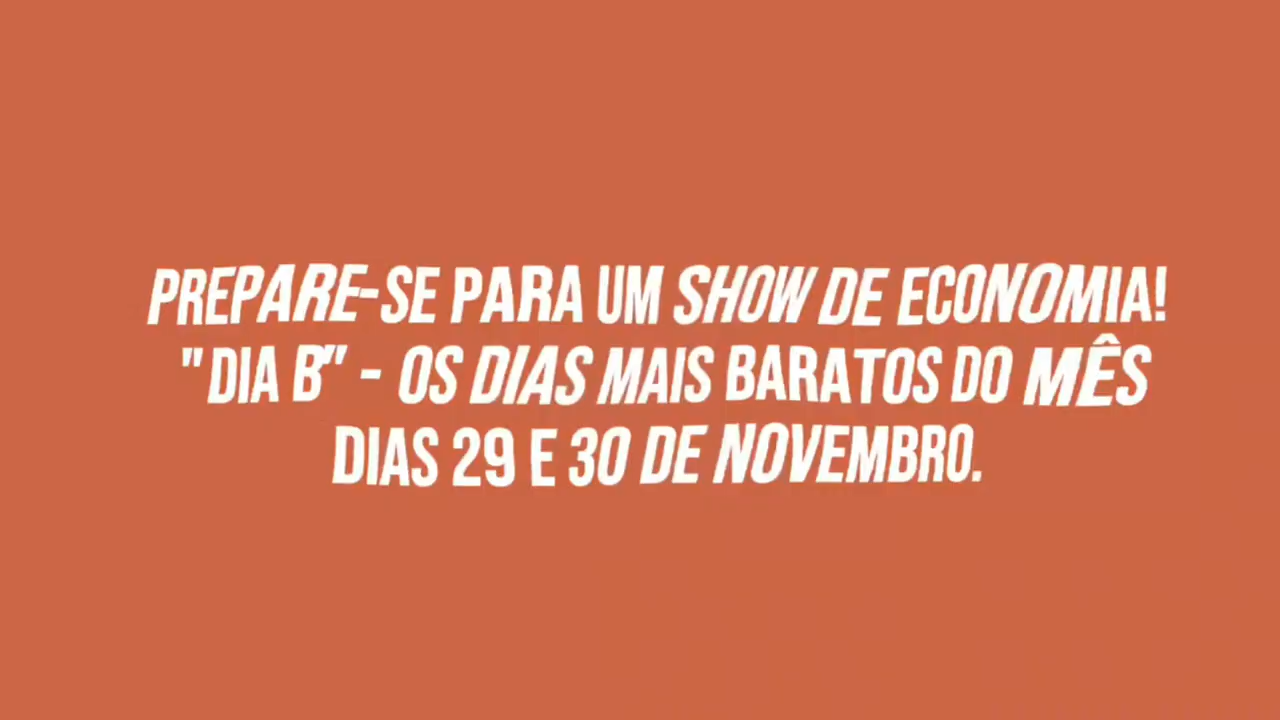 PREPARE-SE PARA UM SHOW DE ECONOMIA!
"DIA B" - OS DIAS MAIS BARATOS DO MÊS
DIAS 29 E 30 DE NOVEMBRO.